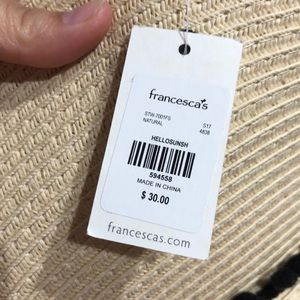 francesca's
STW-7001FS S17
NATURAL 4838
HELLOSUNSH
594558
MADE IN CHINA
$ 30.00
francescas.com